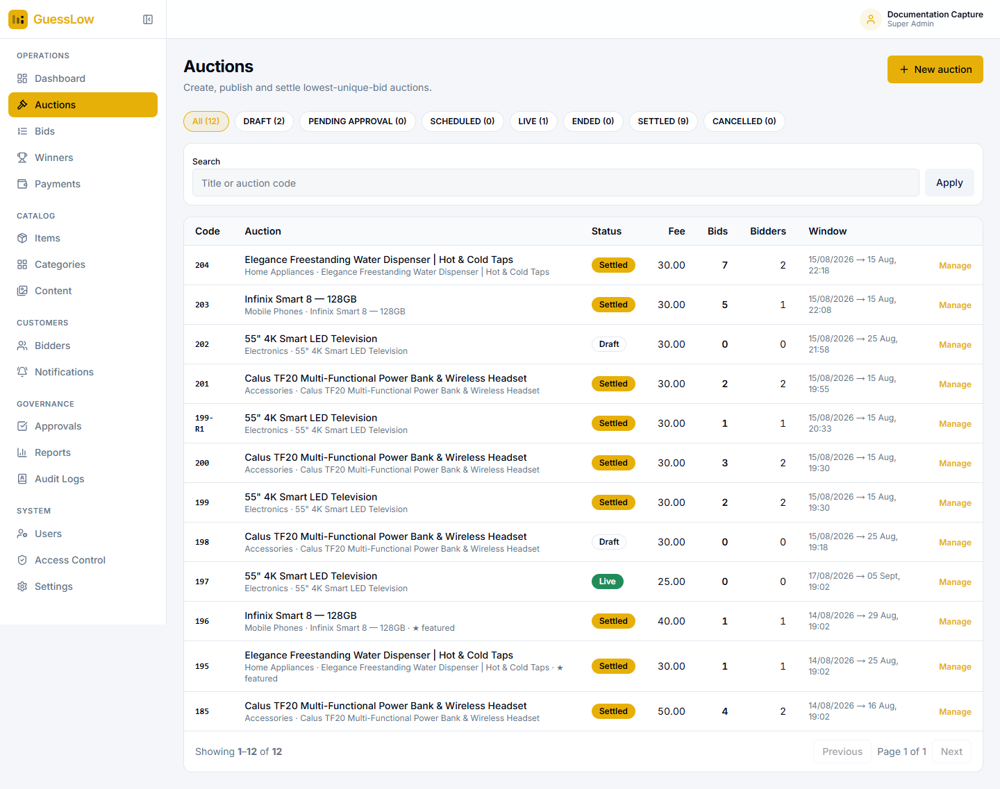 GuessLow
Documentation Capture
Super Admin
OPERATIONS
Dashboard
Auctions
Bids
Winners
Payments
CATALOG
Items
Categories
Content
CUSTOMERS
Bidders
Notifications
GOVERNANCE
Approvals
Reports
Audit Logs
SYSTEM
Users
Access Control
Settings
Auctions
Create, publish and settle lowest-unique-bid auctions.
+ New auction
All (12) DRAFT (2) PENDING APPROVAL (0) SCHEDULED (0) LIVE (1) ENDED (0) SETTLED (9) CANCELLED (0)
Search
Title or auction code
Apply
Code Auction Status Fee Bids Bidders Window
204 Elegance Freestanding Water Dispenser | Hot & Cold Taps Settled 30.00 7 2 15/08/2026 → 15 Aug, 22:18 Manage
Home Appliances · Elegance Freestanding Water Dispenser | Hot & Cold Taps
203 Infinix Smart 8 — 128GB Settled 30.00 5 1 15/08/2026 → 15 Aug, 22:08 Manage
Mobile Phones · Infinix Smart 8 — 128GB
202 55" 4K Smart LED Television Draft 30.00 0 0 15/08/2026 → 25 Aug, 21:58 Manage
Electronics · 55" 4K Smart LED Television
201 Calus TF20 Multi-Functional Power Bank & Wireless Headset Settled 30.00 2 2 15/08/2026 → 15 Aug, 19:55 Manage
Accessories · Calus TF20 Multi-Functional Power Bank & Wireless Headset
199-R1 55" 4K Smart LED Television Settled 30.00 1 1 15/08/2026 → 15 Aug, 20:33 Manage
Electronics · 55" 4K Smart LED Television
200 Calus TF20 Multi-Functional Power Bank & Wireless Headset Settled 30.00 3 2 15/08/2026 → 15 Aug, 19:30 Manage
Accessories · Calus TF20 Multi-Functional Power Bank & Wireless Headset
199 55" 4K Smart LED Television Settled 30.00 2 2 15/08/2026 → 15 Aug, 19:30 Manage
Electronics · 55" 4K Smart LED Television
198 Calus TF20 Multi-Functional Power Bank & Wireless Headset Draft 30.00 0 0 15/08/2026 → 25 Aug, 19:18 Manage
Accessories · Calus TF20 Multi-Functional Power Bank & Wireless Headset
197 55" 4K Smart LED Television Live 25.00 0 0 17/08/2026 → 05 Sept, 19:02 Manage
Electronics · 55" 4K Smart LED Television
196 Infinix Smart 8 — 128GB Settled 40.00 1 1 14/08/2026 → 29 Aug, 19:02 Manage
Mobile Phones · Infinix Smart 8 — 128GB · ★ featured
195 Elegance Freestanding Water Dispenser | Hot & Cold Taps Settled 30.00 1 1 14/08/2026 → 25 Aug, 19:02 Manage
Home Appliances · Elegance Freestanding Water Dispenser | Hot & Cold Taps · ★
featured
185 Calus TF20 Multi-Functional Power Bank & Wireless Headset Settled 50.00 4 2 14/08/2026 → 16 Aug, 19:02 Manage
Accessories · Calus TF20 Multi-Functional Power Bank & Wireless Headset
Showing 1–12 of 12
Previous Page 1 of 1 Next